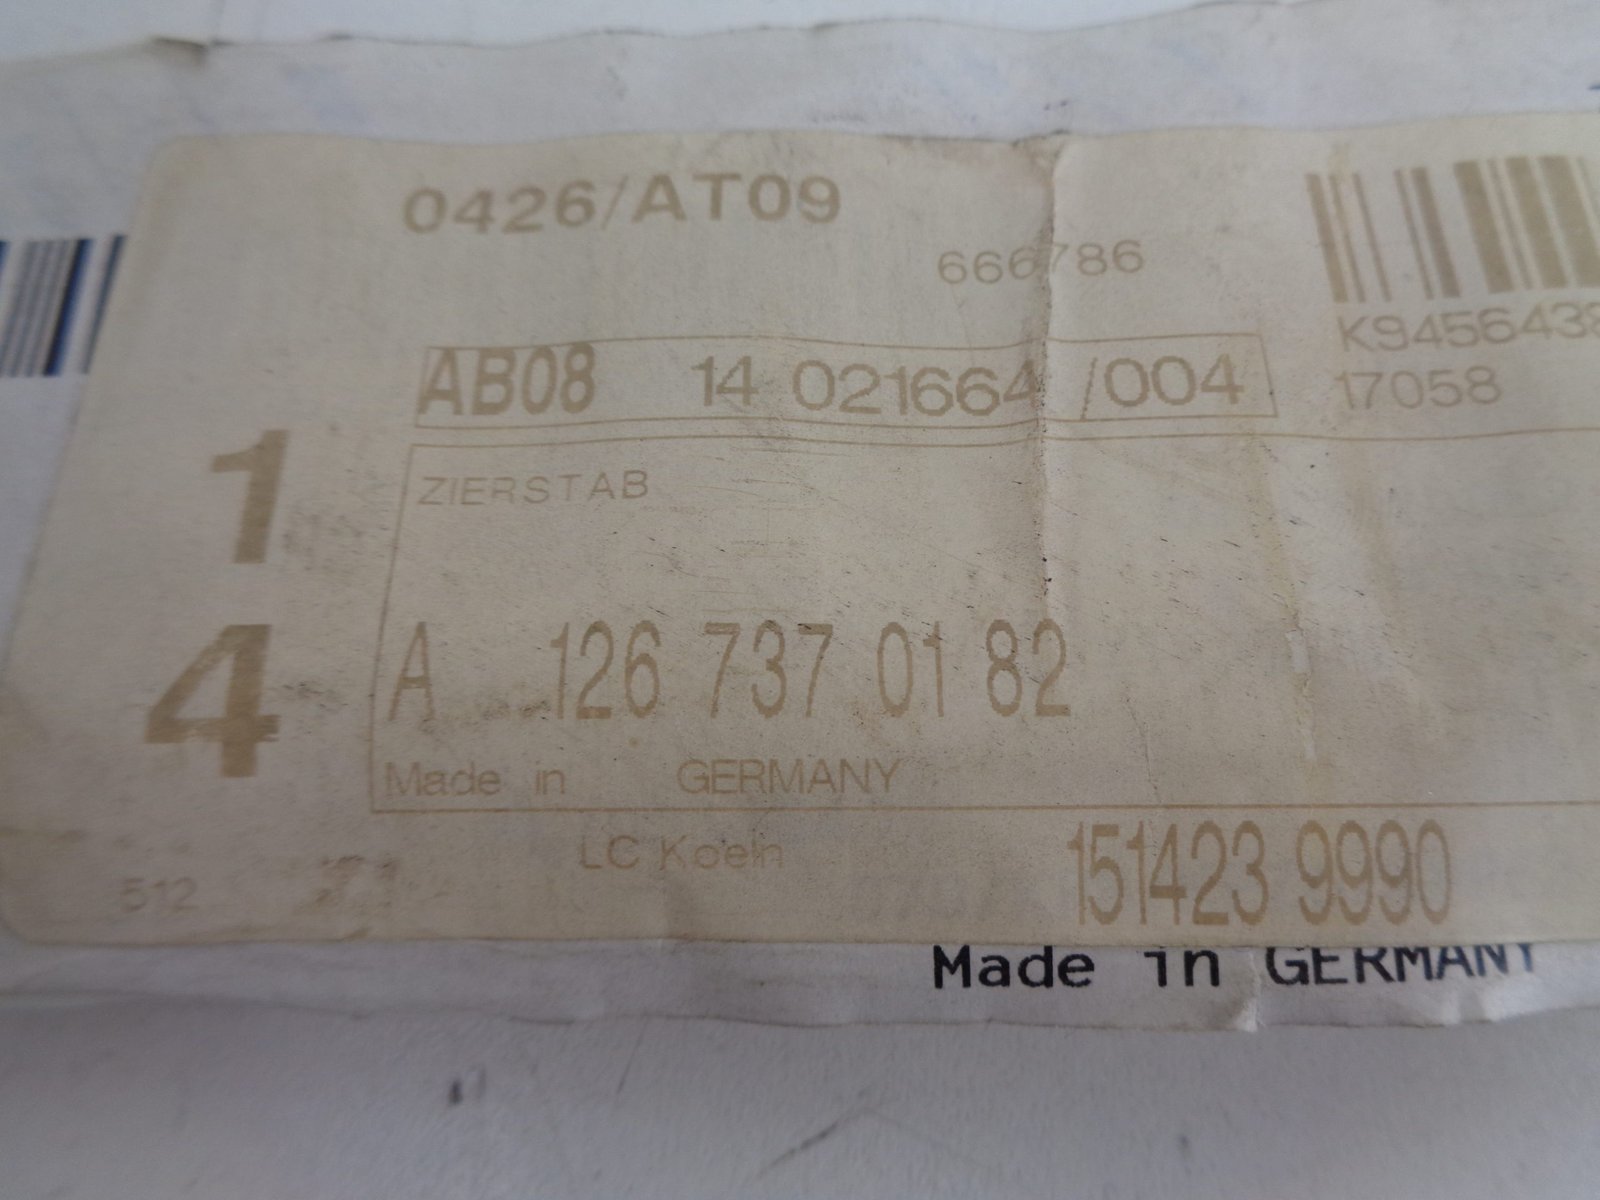 0426/AT09
666786
K9456438
17058
AB08 14 021664 /004
1
ZIERSTAB
4
A 126 737 01 82
Made in GERMANY
LC Koeln
151423 9990
512
Made in GERMANY